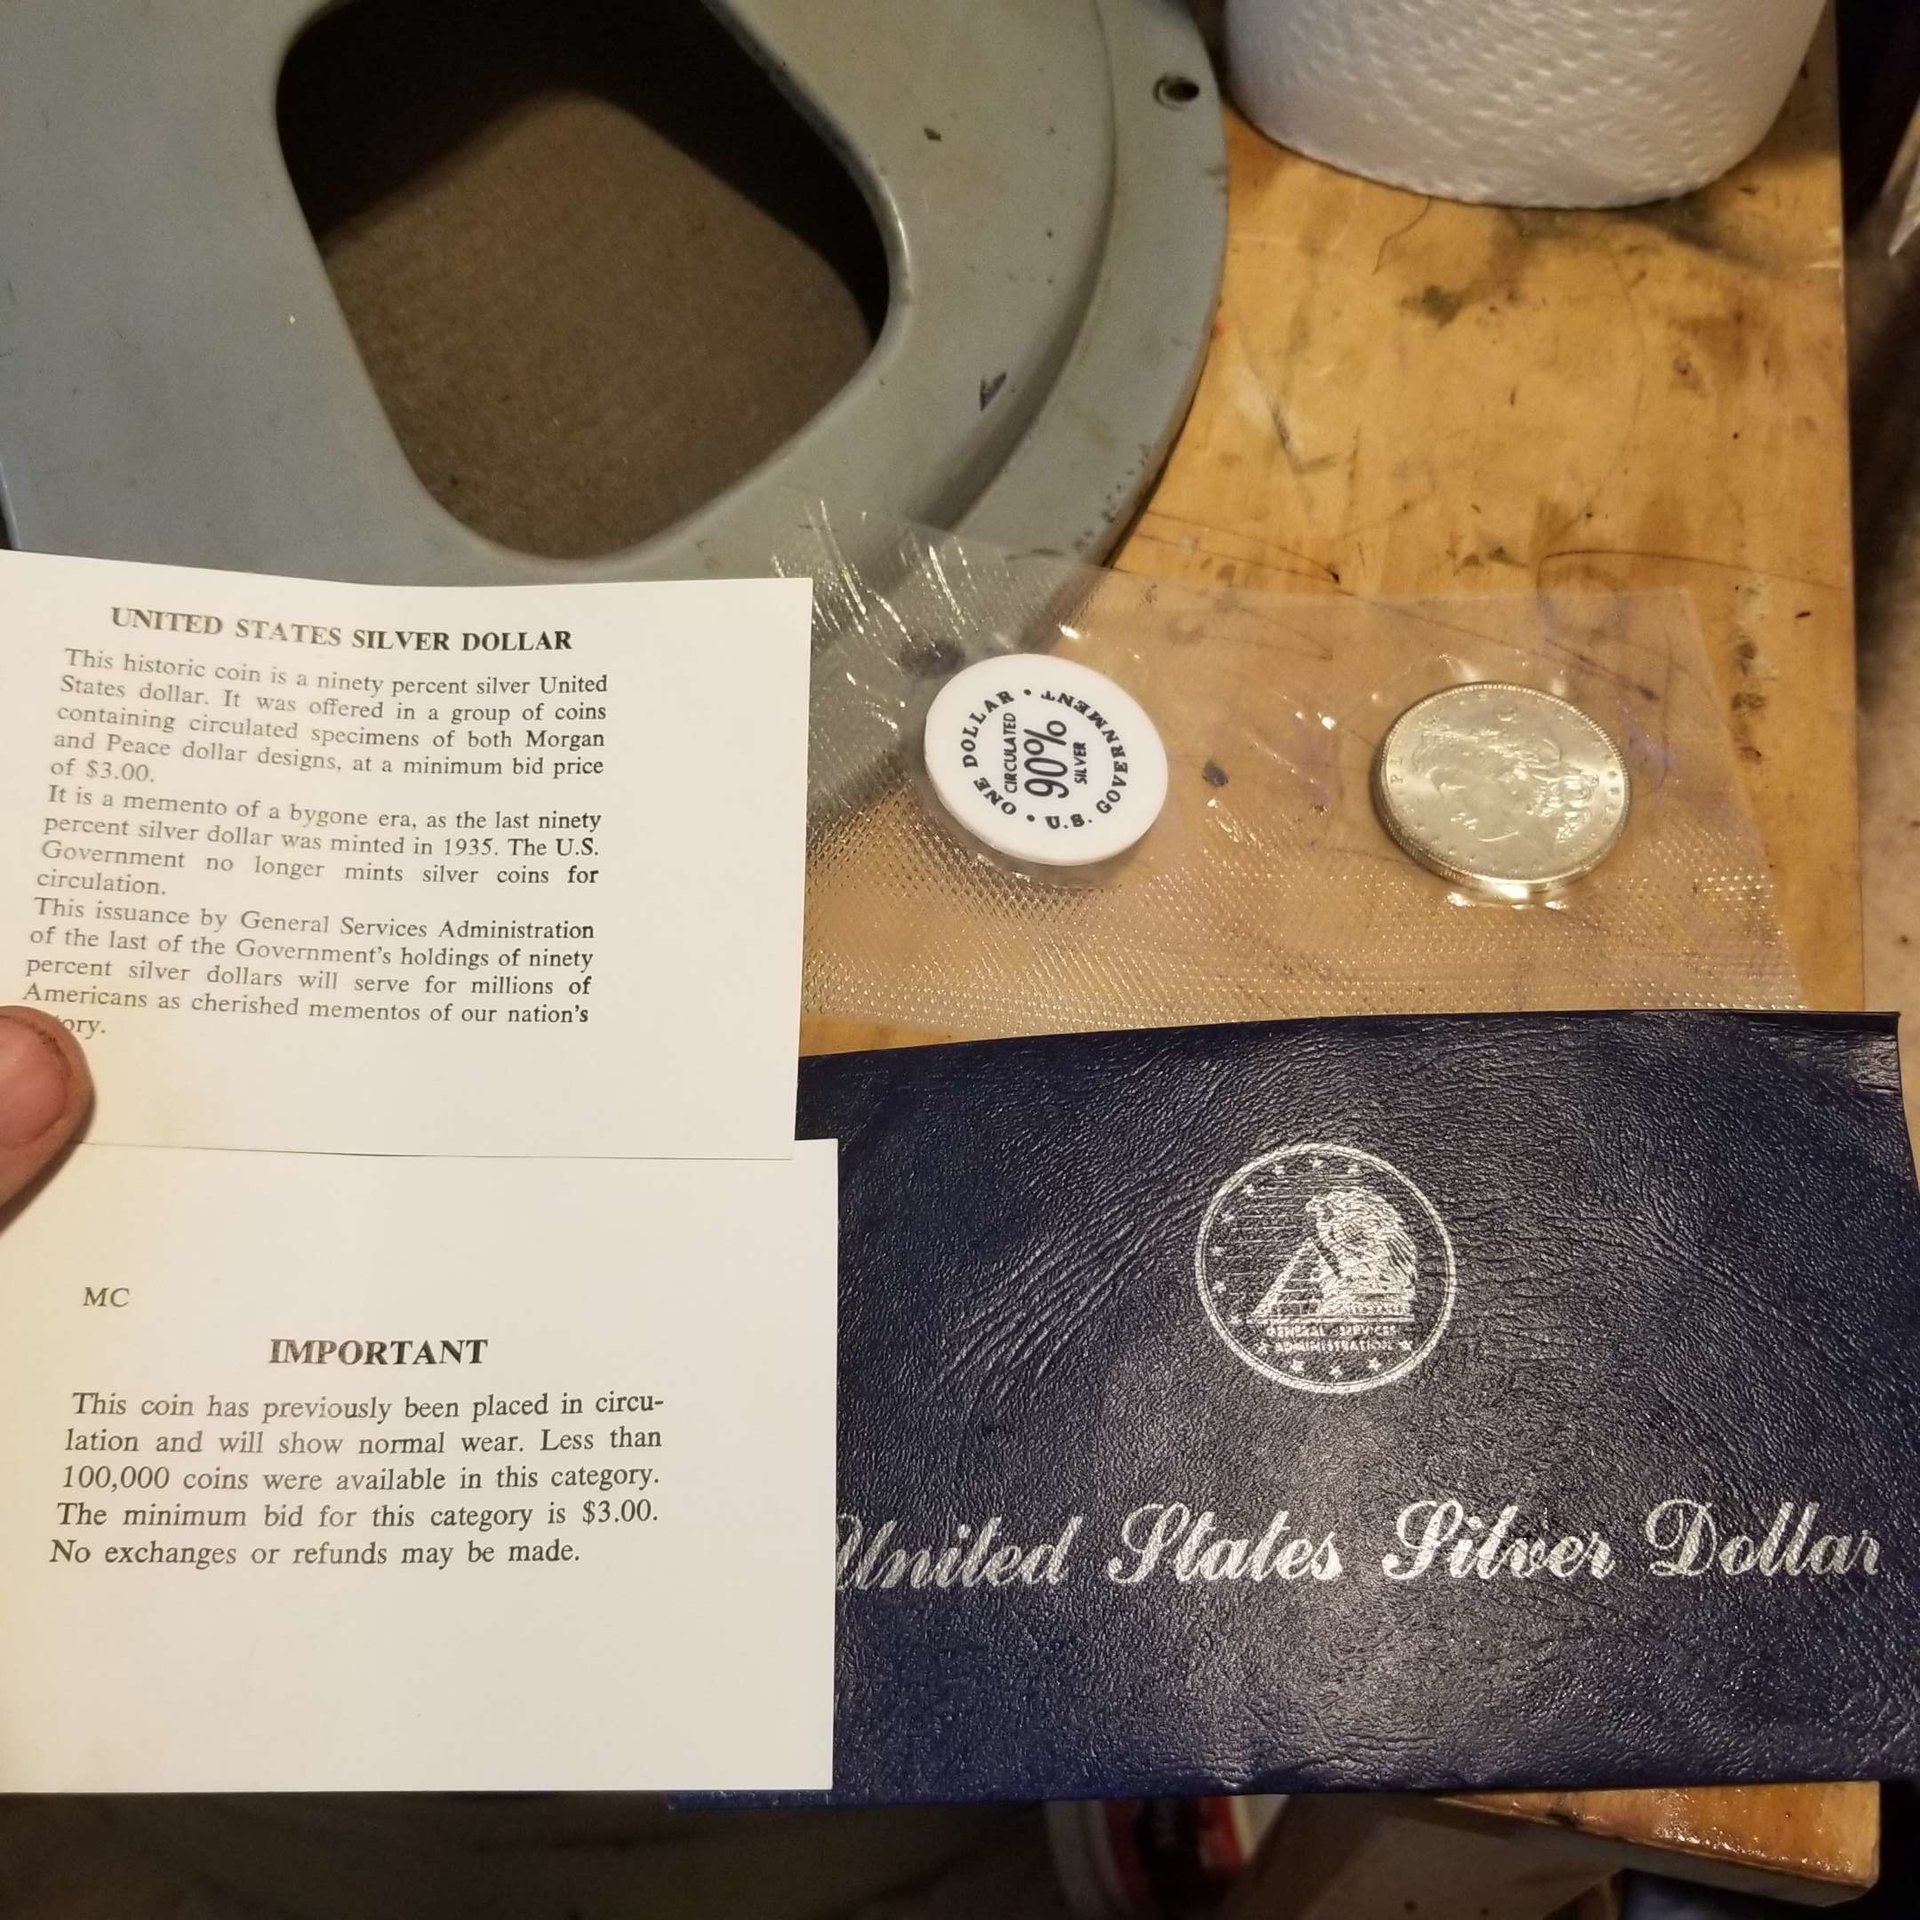 UNITED STATES SILVER DOLLAR
This historic coin is a ninety percent silver United
States dollar. It was offered in a group of coins
containing circulated specimens of both Morgan
and Peace dollar designs, at a minimum bid price
of $3.00.
It is a memento of a bygone era, as the last ninety
percent silver dollar was minted in 1935. The U.S.
Government no longer mints silver coins for
circulation.
This issuance by General Services Administration
of the last of the Government's holdings of ninety
percent silver dollars will serve for millions of
Americans as cherished mementos of our nation's
ory.
MC
IMPORTANT
This coin has previously been placed in circu-
lation and will show normal wear. Less than
100,000 coins were available in this category.
The minimum bid for this category is $3.00.
No exchanges or refunds may be made.
ONE DOLLAR • U.S. GOVERNMENT •
CIRCULATED
90%
SILVER
GENERAL SERVICES
ADMINISTRATION
United States Silver Dollar